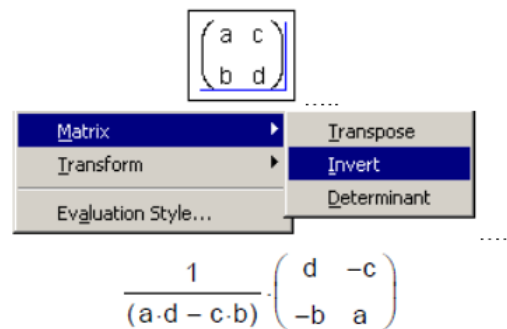 ( a c )
( b d )
.....
Matrix Transpose
Transform Invert
Evaluation Style... Determinant
....
1 / (a·d − c·b) · ( d −c )
( −b a )